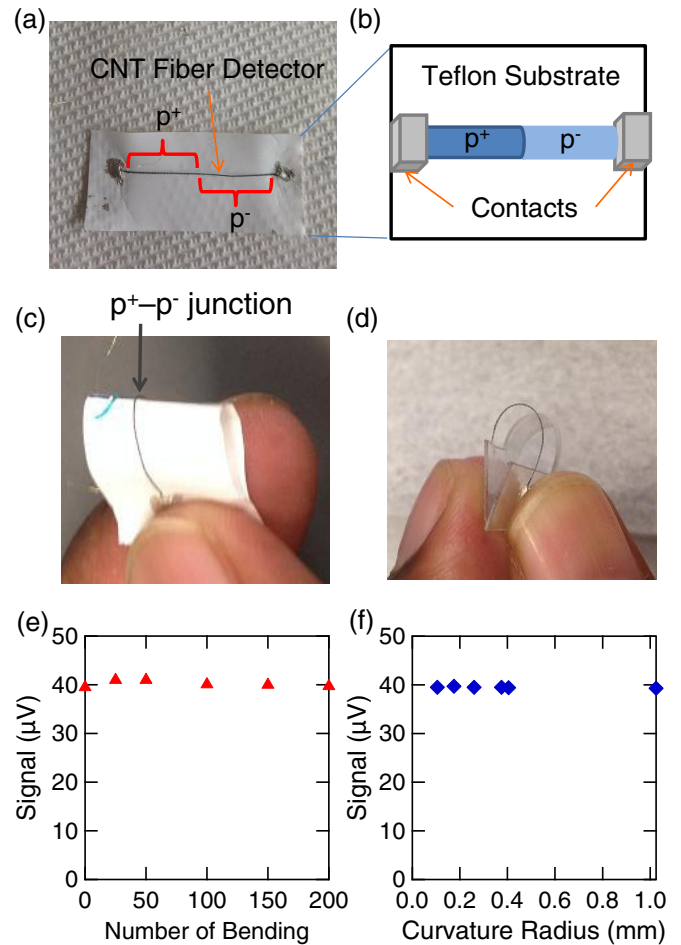 (a)
CNT Fiber Detector
p⁺
p⁻
(b)
Teflon Substrate
p⁺ p⁻
Contacts
(c)
p⁺–p⁻ junction
(d)
(e)
50
40
30
20
10
0
Signal (μV)
0 50 100 150 200
Number of Bending
(f)
50
40
30
20
10
0
Signal (μV)
0.0 0.2 0.4 0.6 0.8 1.0
Curvature Radius (mm)